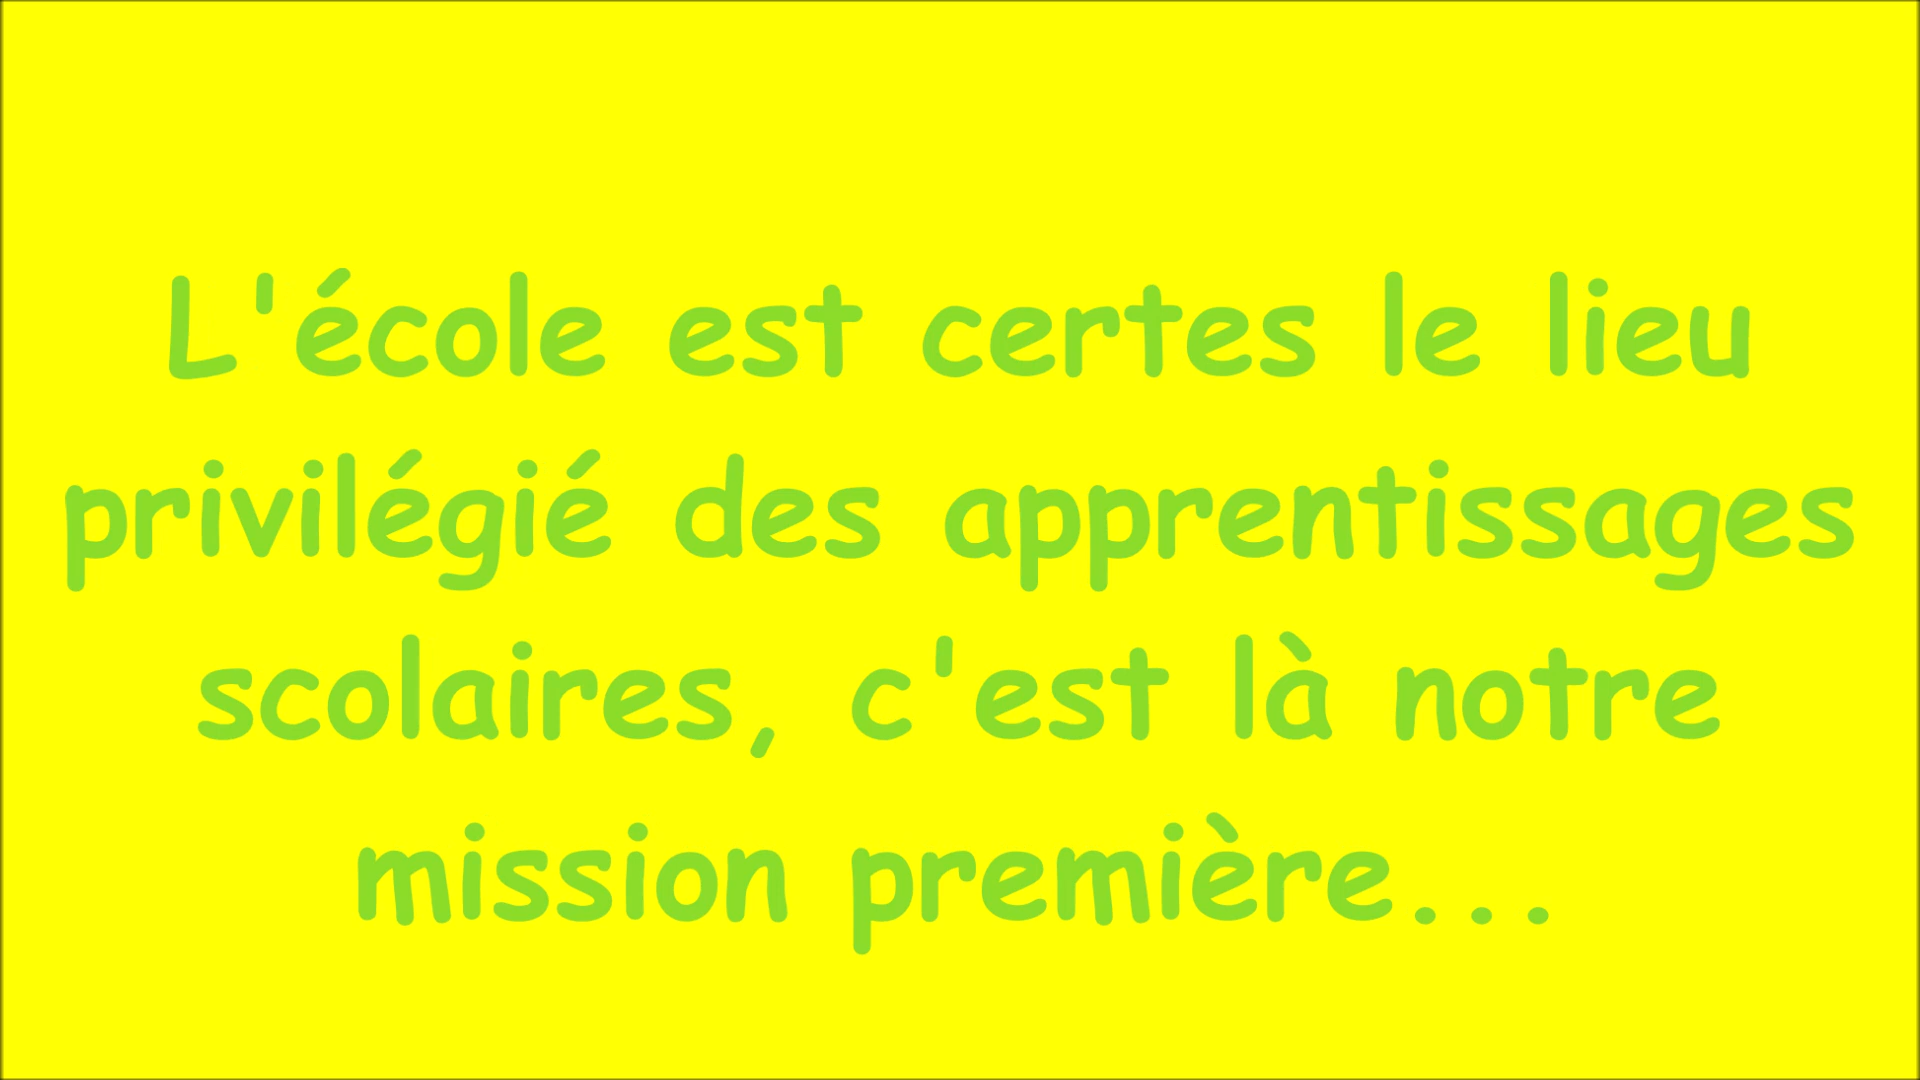 L'école est certes le lieu
privilégié des apprentissages
scolaires, c'est là notre
mission première...